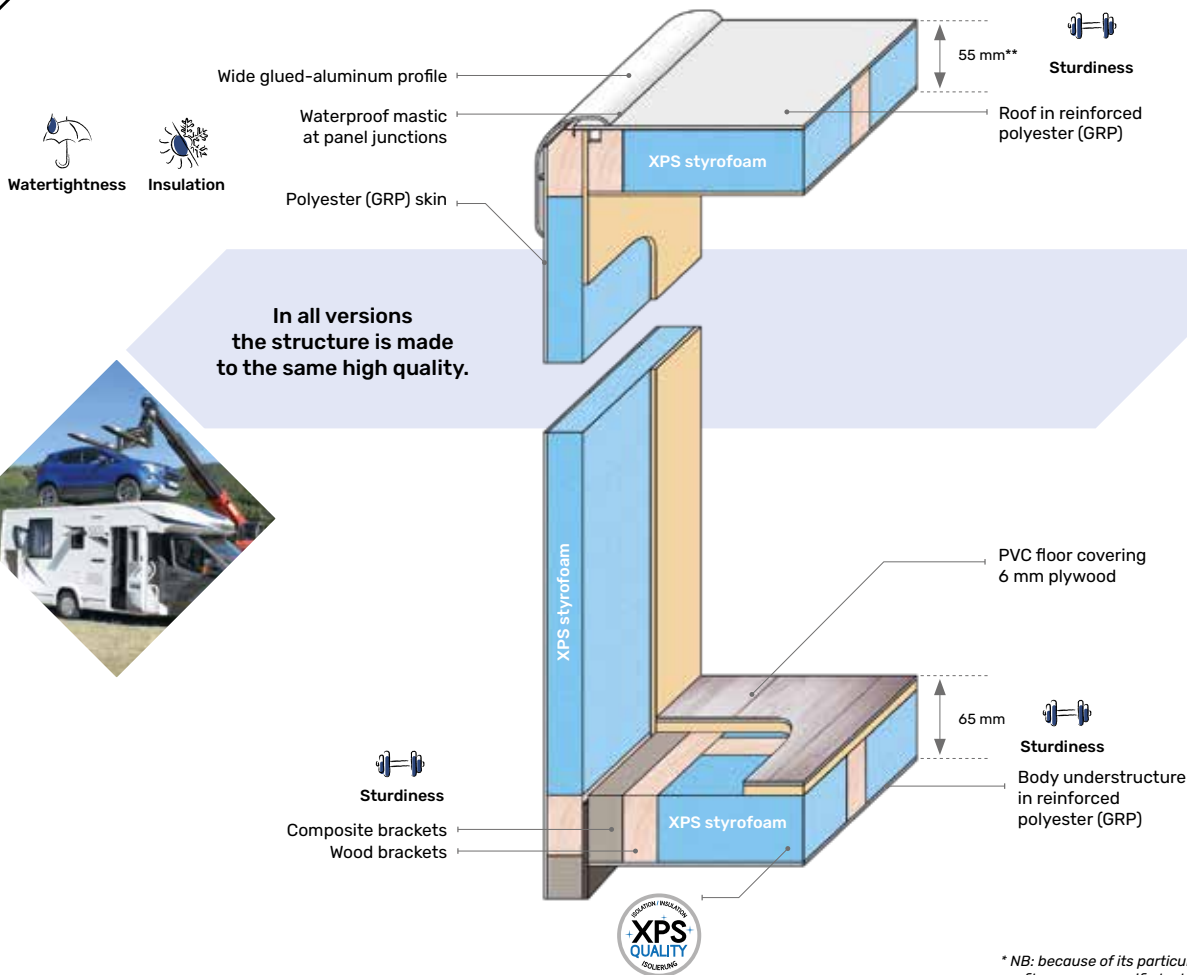 Wide glued-aluminum profile
Waterproof mastic
at panel junctions
Polyester (GRP) skin
Watertightness
Insulation
55 mm**
Sturdiness
Roof in reinforced
polyester (GRP)
XPS styrofoam
In all versions
the structure is made
to the same high quality.
XPS styrofoam
PVC floor covering
6 mm plywood
65 mm
Sturdiness
Body understructure
in reinforced
polyester (GRP)
Sturdiness
Composite brackets
Wood brackets
XPS styrofoam
ISOLATION / INSULATION
XPS
QUALITY
ISOLIERUNG
* NB: because of its particul